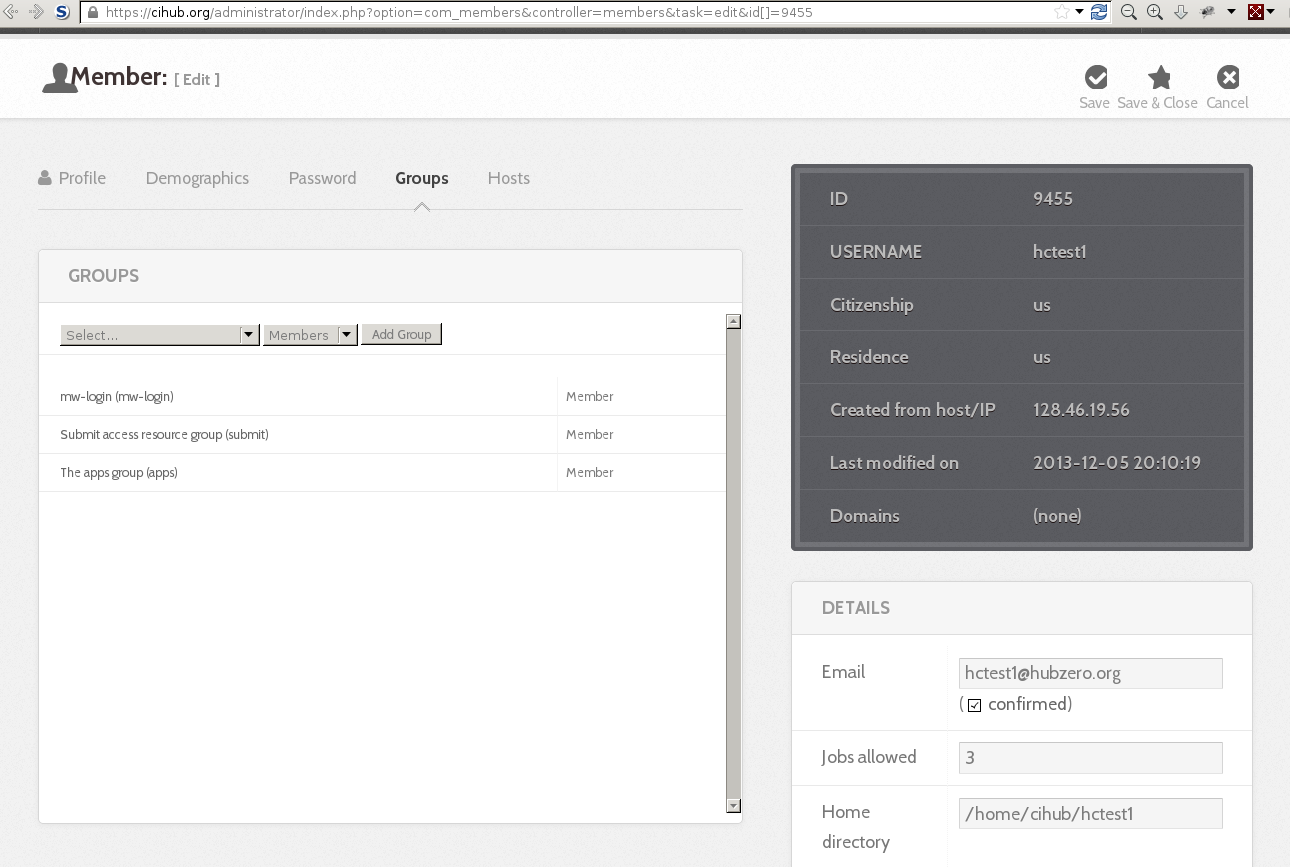 https://cihub.org/administrator/index.php?option=com_members&controller=members&task=edit&id[]=9455
Member: [ Edit ]
Save Save & Close Cancel
Profile Demographics Password Groups Hosts
GROUPS
Select... Members Add Group
mw-login (mw-login) Member
Submit access resource group (submit) Member
The apps group (apps) Member
ID 9455
USERNAME hctest1
Citizenship us
Residence us
Created from host/IP 128.46.19.56
Last modified on 2013-12-05 20:10:19
Domains (none)
DETAILS
Email hctest1@hubzero.org
( confirmed)
Jobs allowed 3
Home /home/cihub/hctest1
directory